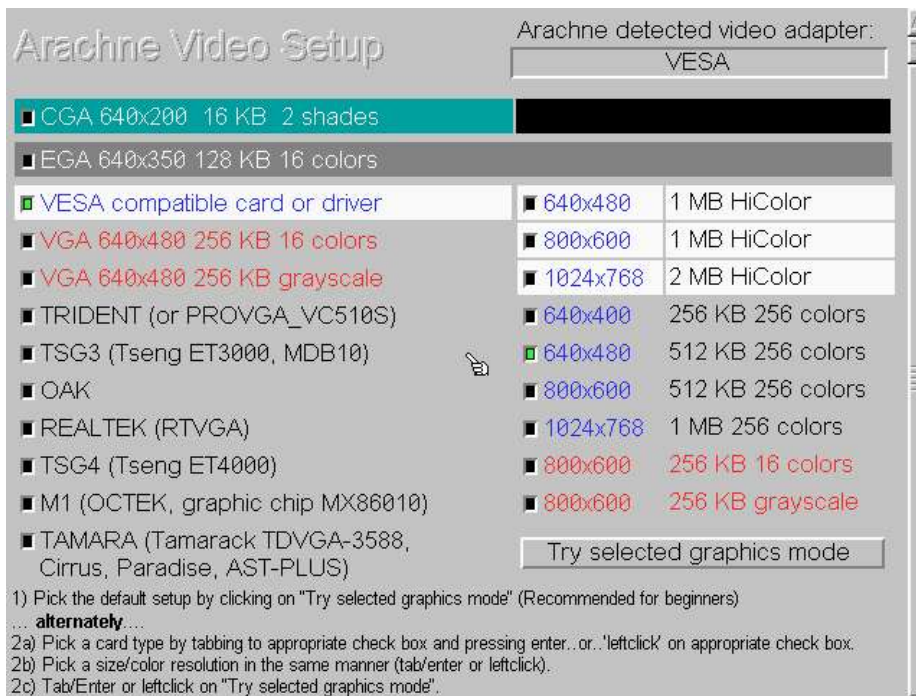 Arachne Video Setup
Arachne detected video adapter:
VESA
CGA 640x200 16 KB 2 shades
EGA 640x350 128 KB 16 colors
VESA compatible card or driver
640x480 1 MB HiColor
VGA 640x480 256 KB 16 colors
800x600 1 MB HiColor
VGA 640x480 256 KB grayscale
1024x768 2 MB HiColor
TRIDENT (or PROVGA_VC510S)
640x400 256 KB 256 colors
TSG3 (Tseng ET3000, MDB10)
640x480 512 KB 256 colors
OAK
800x600 512 KB 256 colors
REALTEK (RTVGA)
1024x768 1 MB 256 colors
TSG4 (Tseng ET4000)
800x600 256 KB 16 colors
M1 (OCTEK, graphic chip MX86010)
800x600 256 KB grayscale
TAMARA (Tamarack TDVGA-3588,
Cirrus, Paradise, AST-PLUS)
Try selected graphics mode
1) Pick the default setup by clicking on "Try selected graphics mode" (Recommended for beginners)
... alternately....
2a) Pick a card type by tabbing to appropriate check box and pressing enter..or..'leftclick' on appropriate check box.
2b) Pick a size/color resolution in the same manner (tab/enter or leftclick).
2c) Tab/Enter or leftclick on "Try selected graphics mode".